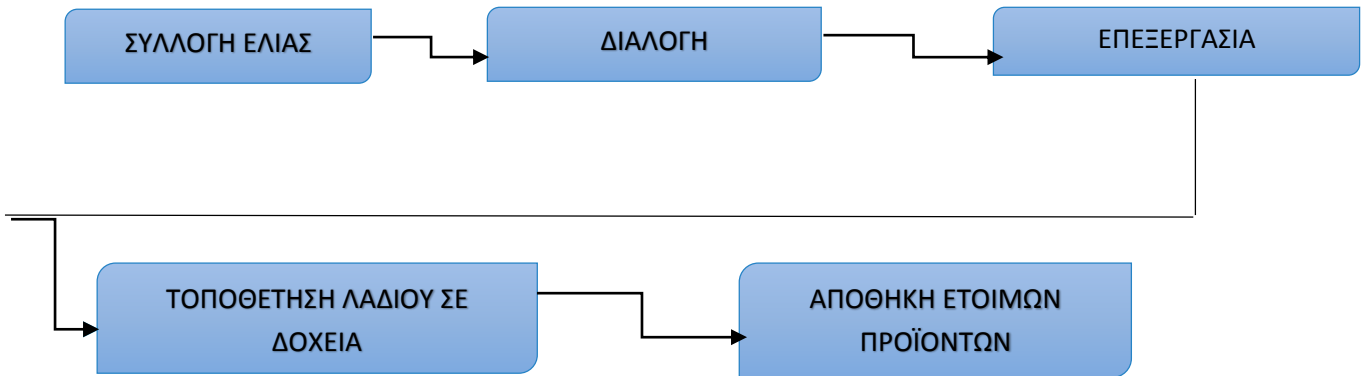 ΣΥΛΛΟΓΗ ΕΛΙΑΣ
ΔΙΑΛΟΓΗ
ΕΠΕΞΕΡΓΑΣΙΑ
ΤΟΠΟΘΕΤΗΣΗ ΛΑΔΙΟΥ ΣΕ
ΔΟΧΕΙΑ
ΑΠΟΘΗΚΗ ΕΤΟΙΜΩΝ
ΠΡΟΪΟΝΤΩΝ